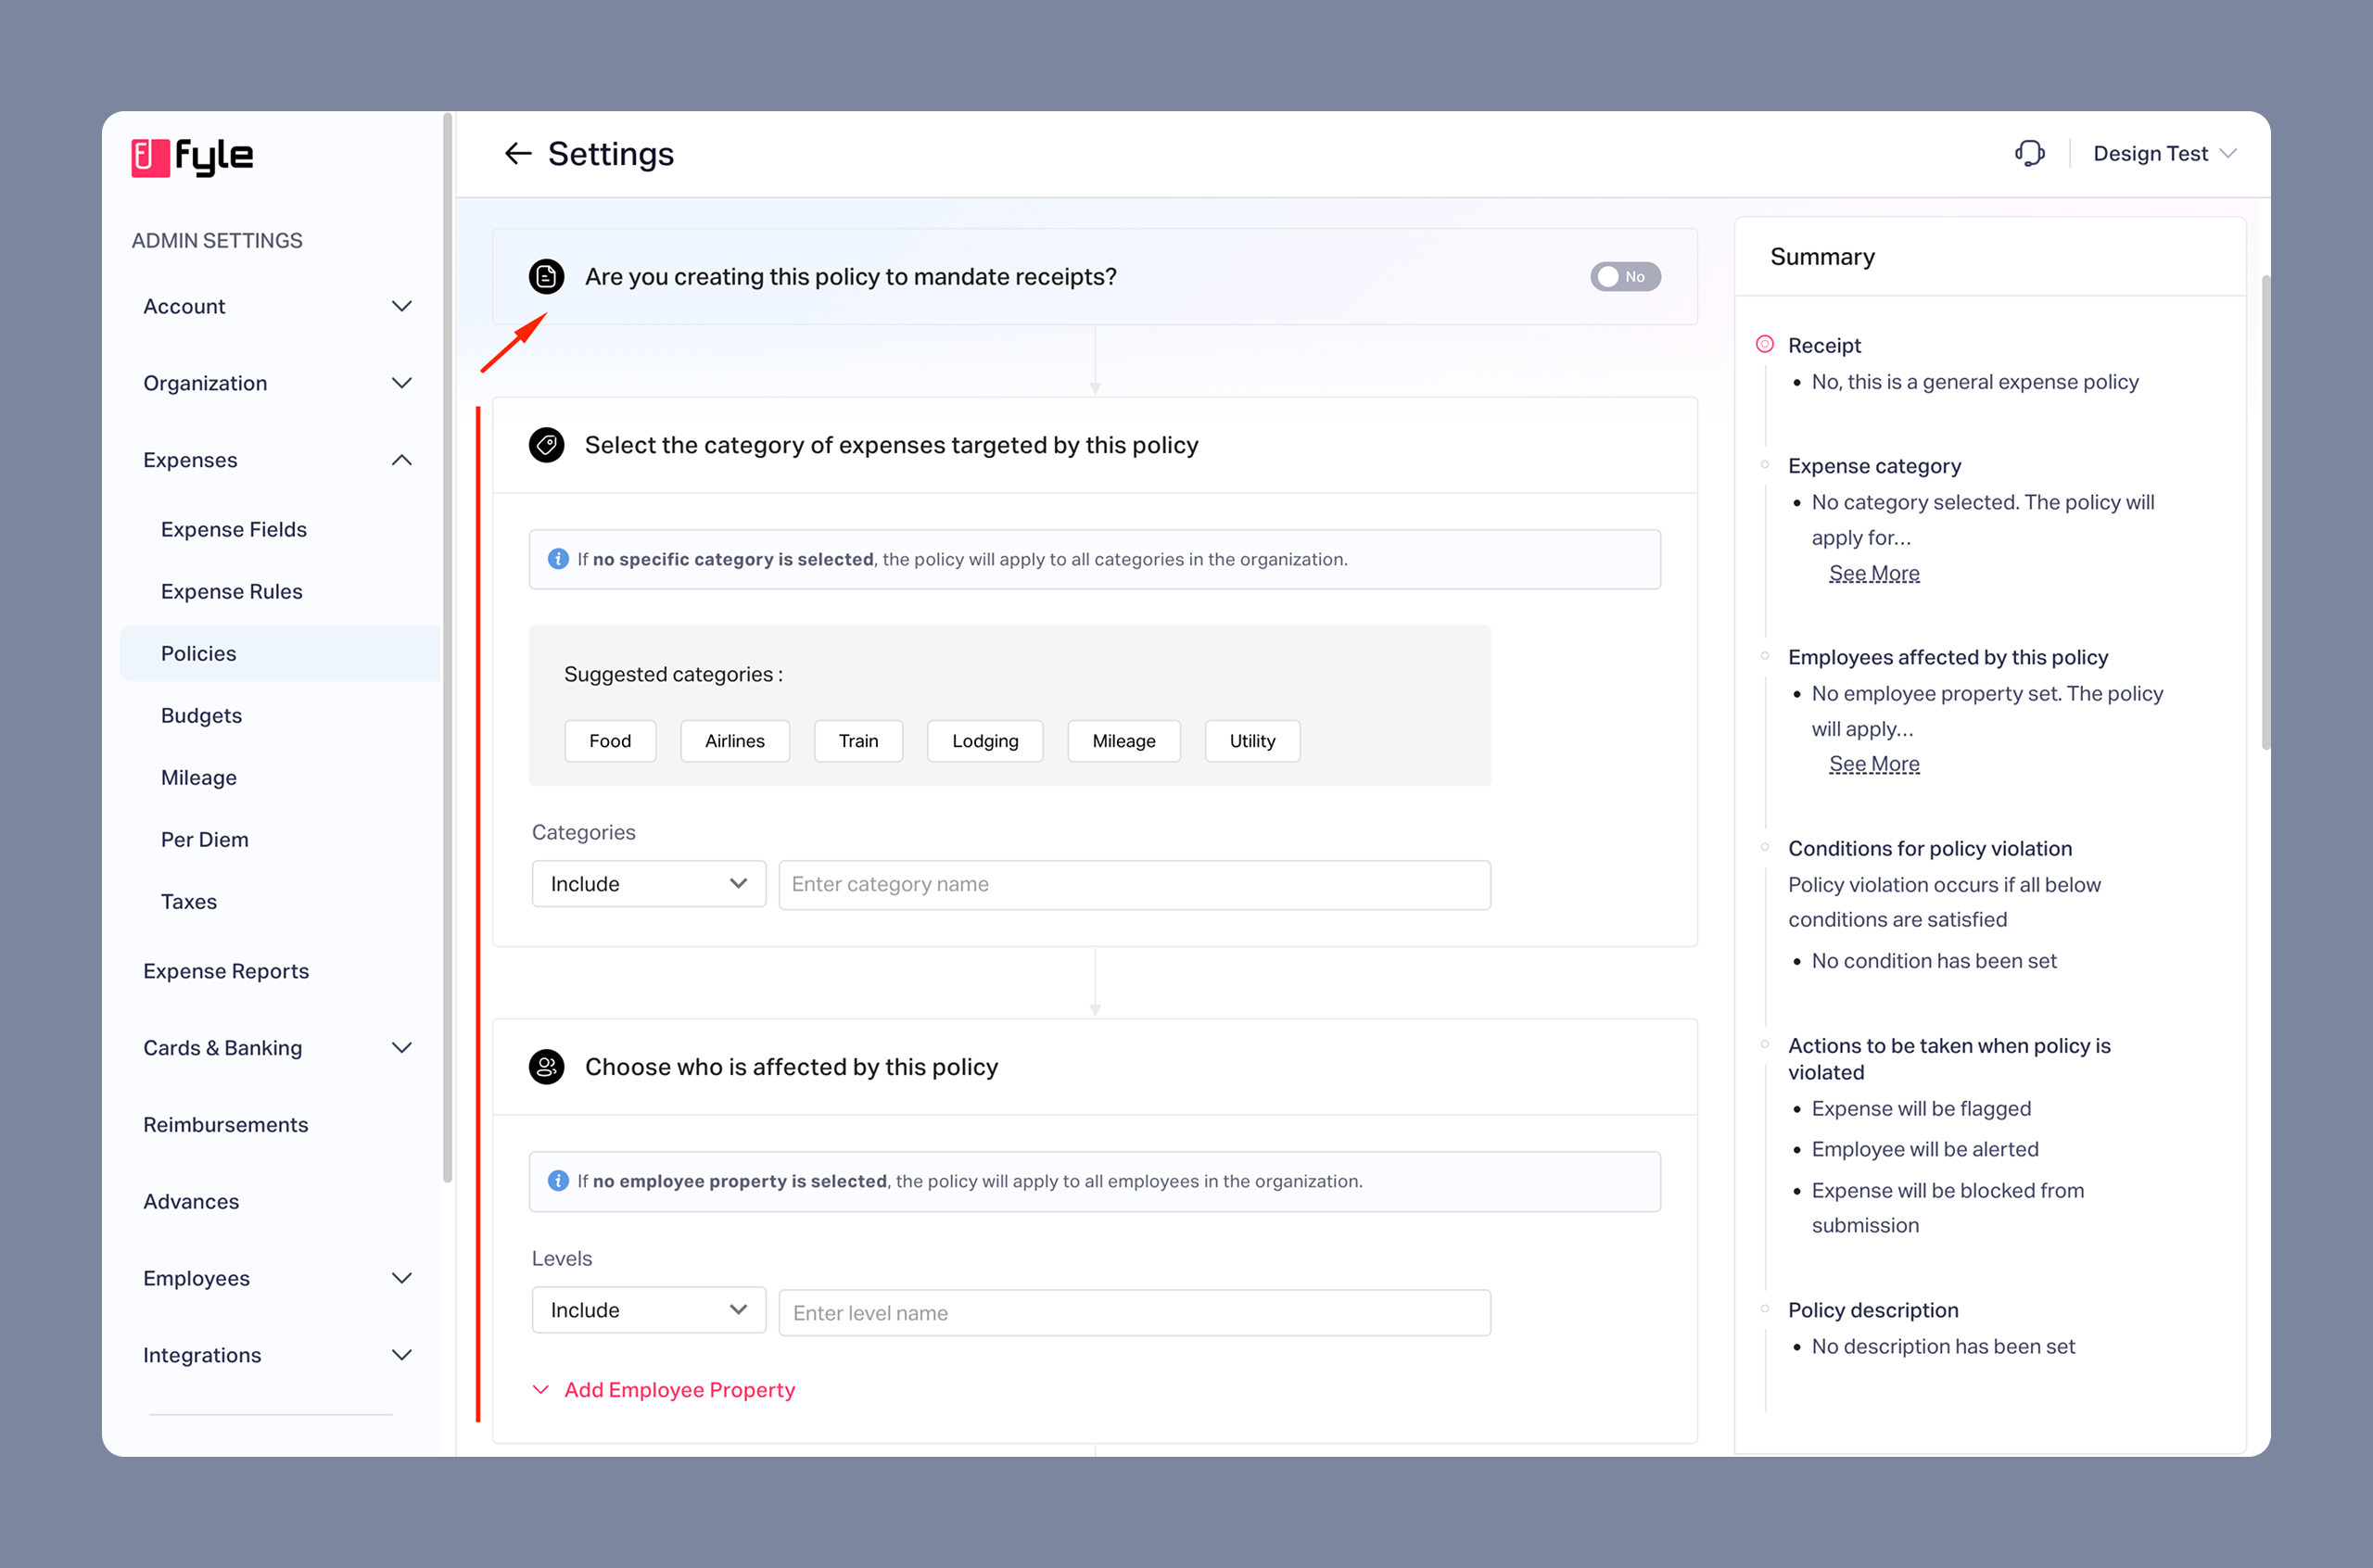 fyle
ADMIN SETTINGS
Account
Organization
Expenses
Expense Fields
Expense Rules
Policies
Budgets
Mileage
Per Diem
Taxes
Expense Reports
Cards & Banking
Reimbursements
Advances
Employees
Integrations
Settings
Design Test
Are you creating this policy to mandate receipts?
No
Select the category of expenses targeted by this policy
If no specific category is selected, the policy will apply to all categories in the organization.
Suggested categories :
Food
Airlines
Train
Lodging
Mileage
Utility
Categories
Include
Enter category name
Choose who is affected by this policy
If no employee property is selected, the policy will apply to all employees in the organization.
Levels
Include
Enter level name
Add Employee Property
Summary
Receipt
No, this is a general expense policy
Expense category
No category selected. The policy will
apply for...
See More
Employees affected by this policy
No employee property set. The policy
will apply...
See More
Conditions for policy violation
Policy violation occurs if all below
conditions are satisfied
No condition has been set
Actions to be taken when policy is
violated
Expense will be flagged
Employee will be alerted
Expense will be blocked from
submission
Policy description
No description has been set